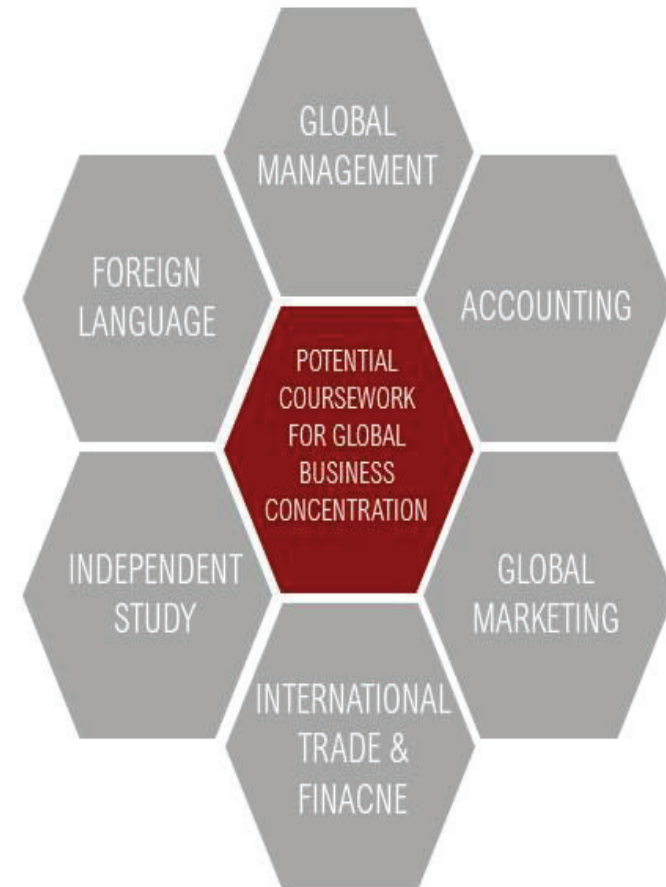 GLOBAL
MANAGEMENT
FOREIGN
LANGUAGE
ACCOUNTING
POTENTIAL
COURSEWORK
FOR GLOBAL
BUSINESS
CONCENTRATION
INDEPENDENT
STUDY
GLOBAL
MARKETING
INTERNATIONAL
TRADE &
FINACNE